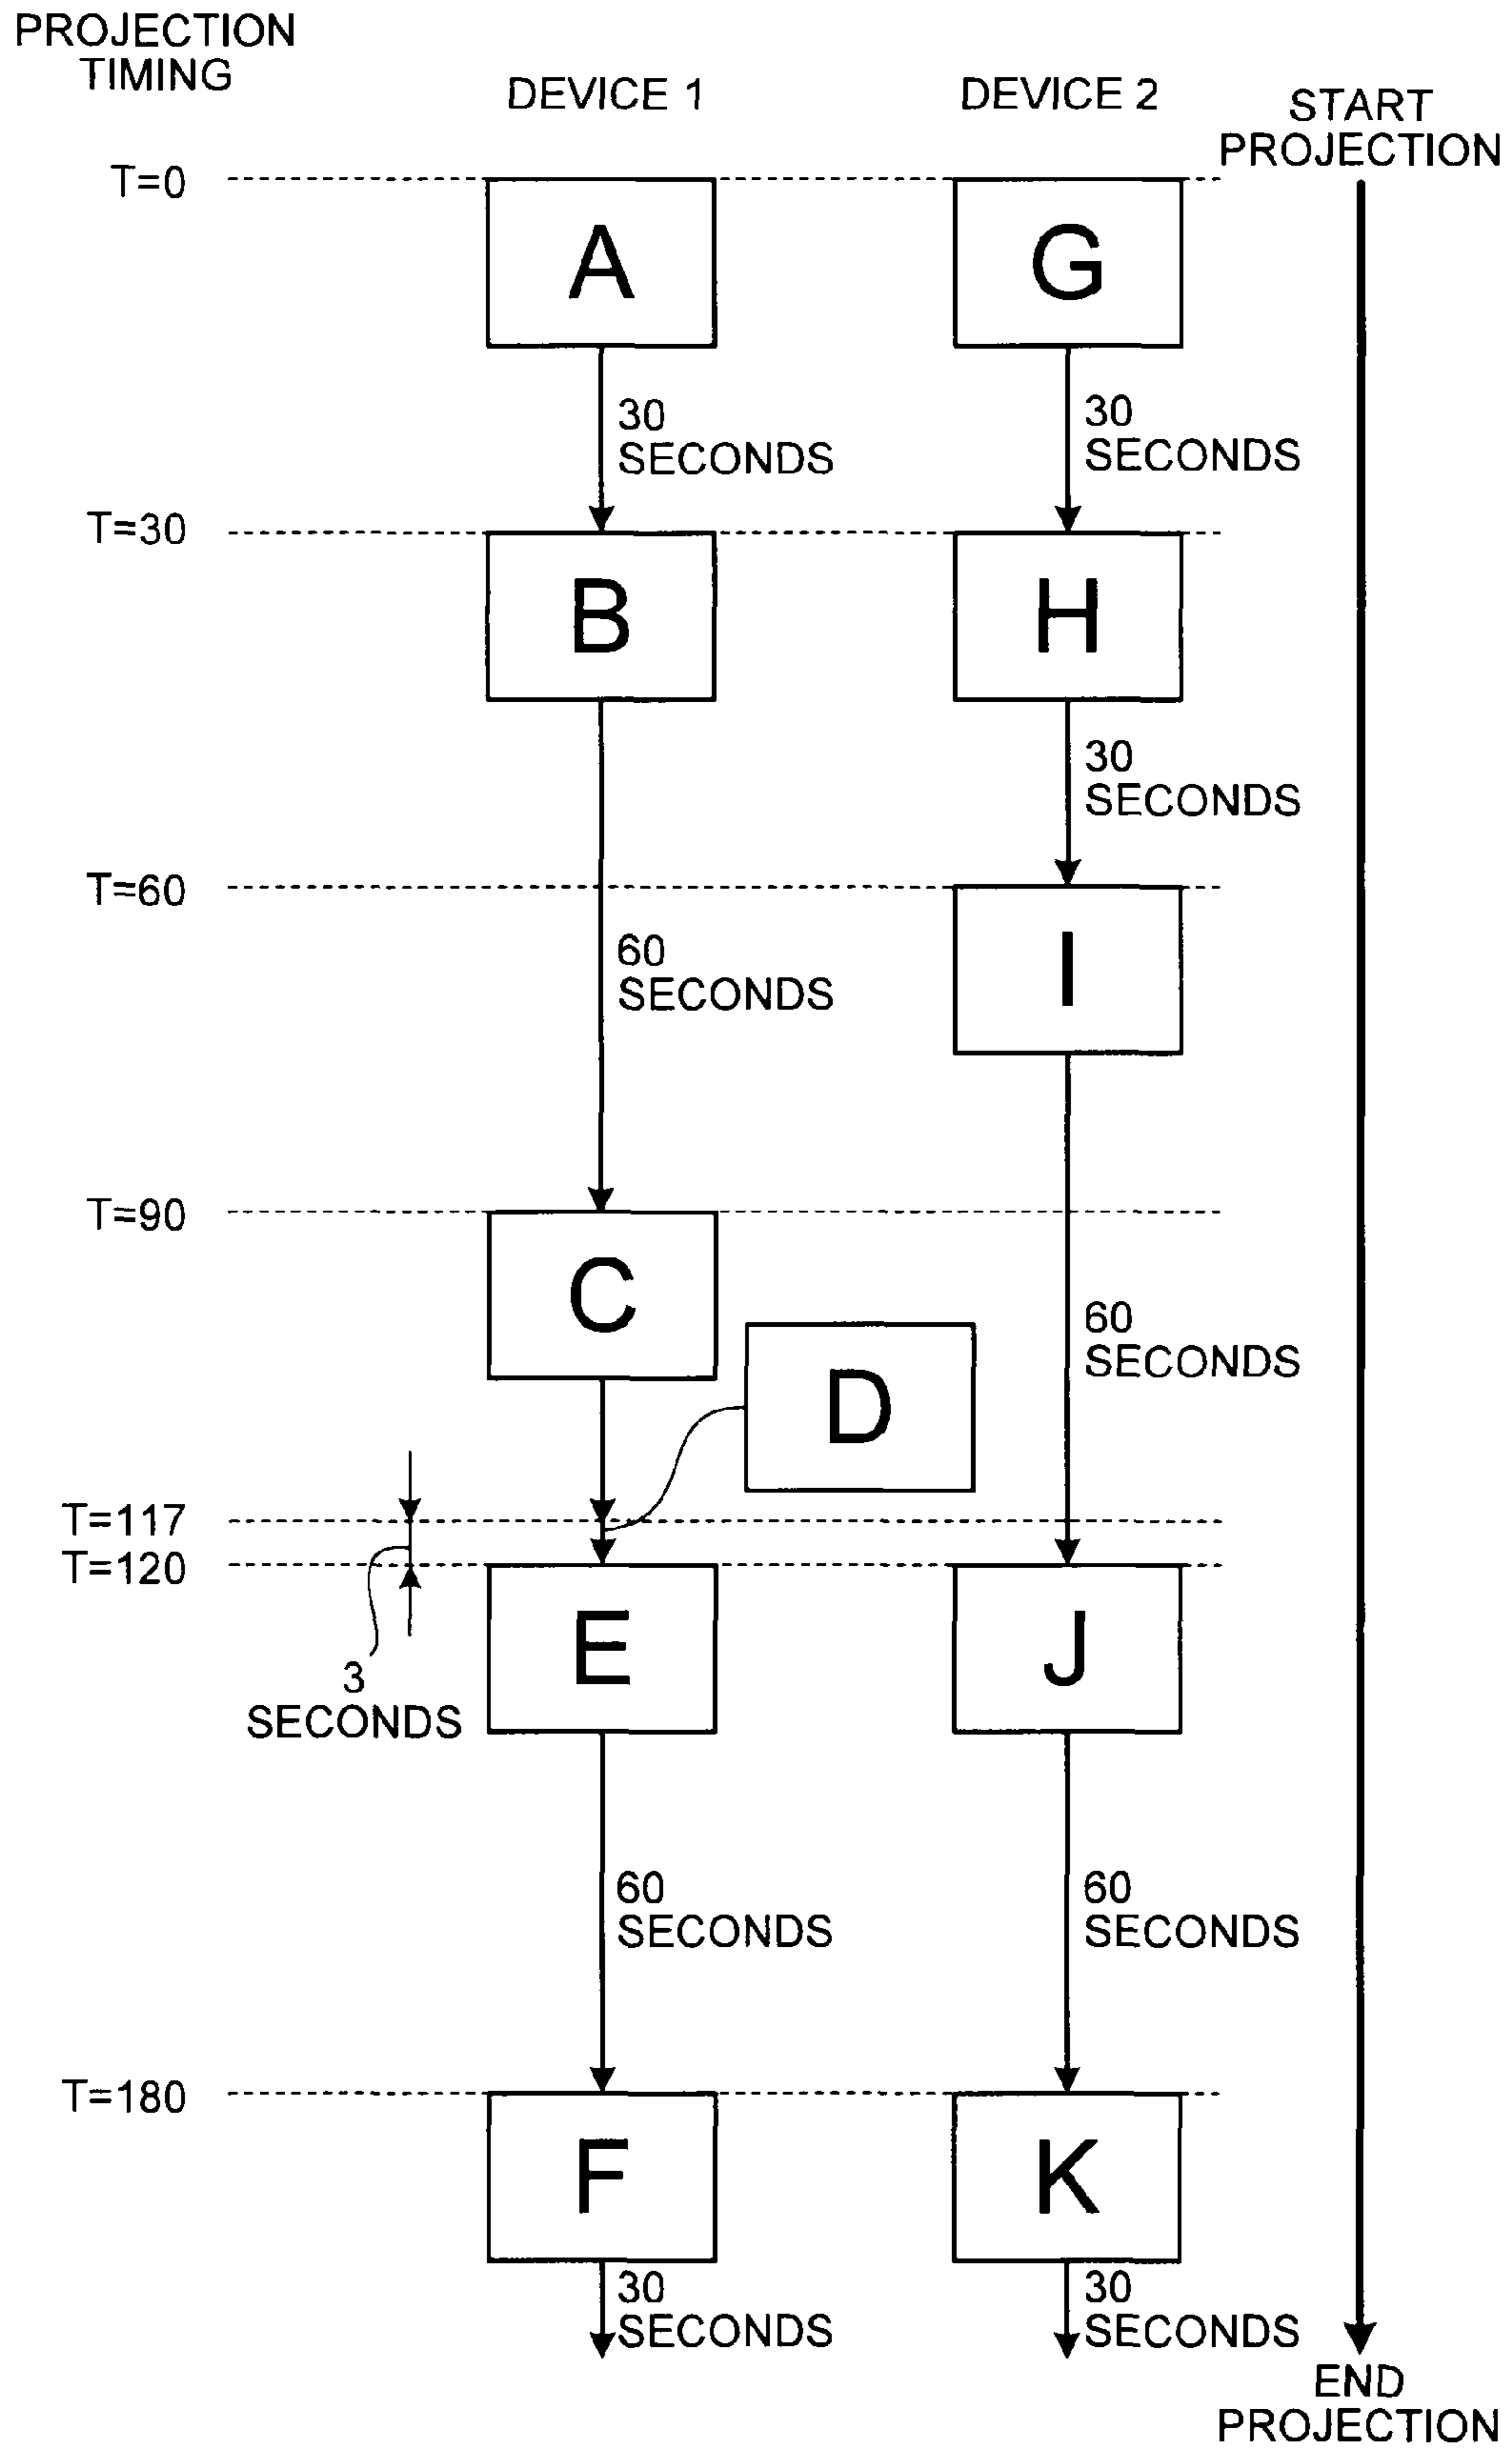 PROJECTION
TIMING
DEVICE 1
DEVICE 2
START
PROJECTION
T=0
A
G
30
SECONDS
30
SECONDS
T=30
B
H
30
SECONDS
T=60
60
SECONDS
I
T=90
C
60
SECONDS
D
T=117
T=120
E
J
3
SECONDS
60
SECONDS
60
SECONDS
T=180
F
K
30
SECONDS
30
SECONDS
END
PROJECTION